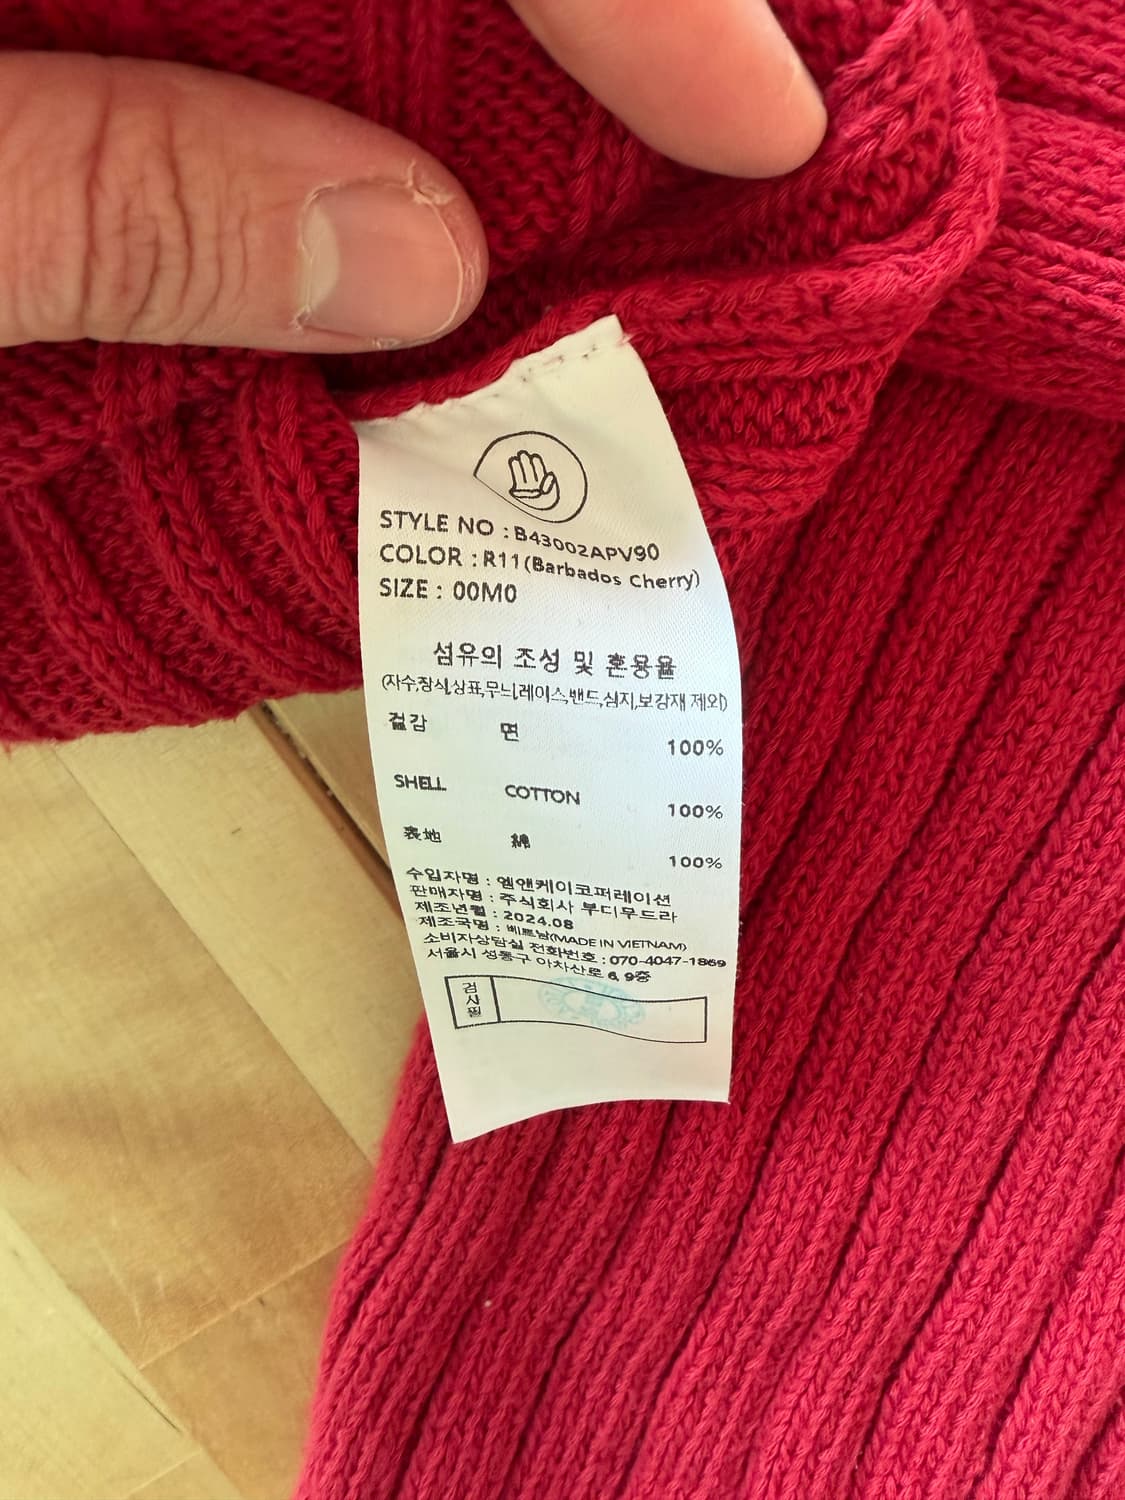 STYLE NO : B43002APV90
COLOR : R11(Barbados Cherry)
SIZE : 00M0
섬유의 조성 및 혼용율
(자수,장식,상표,무늬,레이스,밴드,심지,보강재 제외)
겉감 면 100%
SHELL COTTON 100%
表地 綿 100%
수입자명 : 엠앤케이코퍼레이션
판매자명 : 주식회사 부디무드라
제조년월 : 2024.08
제조국명 : 베트남(MADE IN VIETNAM)
소비자상담실 전화번호 : 070-4047-1869
서울시 성동구 아차산로 6, 9층
검사필